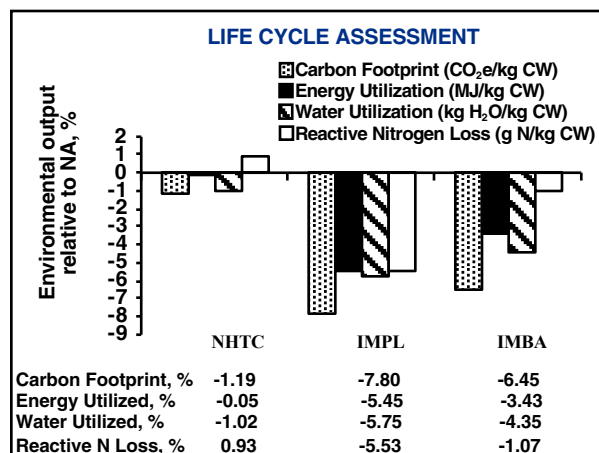 LIFE CYCLE ASSESSMENT
Carbon Footprint (CO₂e/kg CW)
Energy Utilization (MJ/kg CW)
Water Utilization (kg H₂O/kg CW)
Reactive Nitrogen Loss (g N/kg CW)
Environmental output
relative to NA, %
2
1
0
-1
-2
-3
-4
-5
-6
-7
-8
-9
NHTC IMPL IMBA
Carbon Footprint, % -1.19 -7.80 -6.45
Energy Utilized, % -0.05 -5.45 -3.43
Water Utilized, % -1.02 -5.75 -4.35
Reactive N Loss, % 0.93 -5.53 -1.07